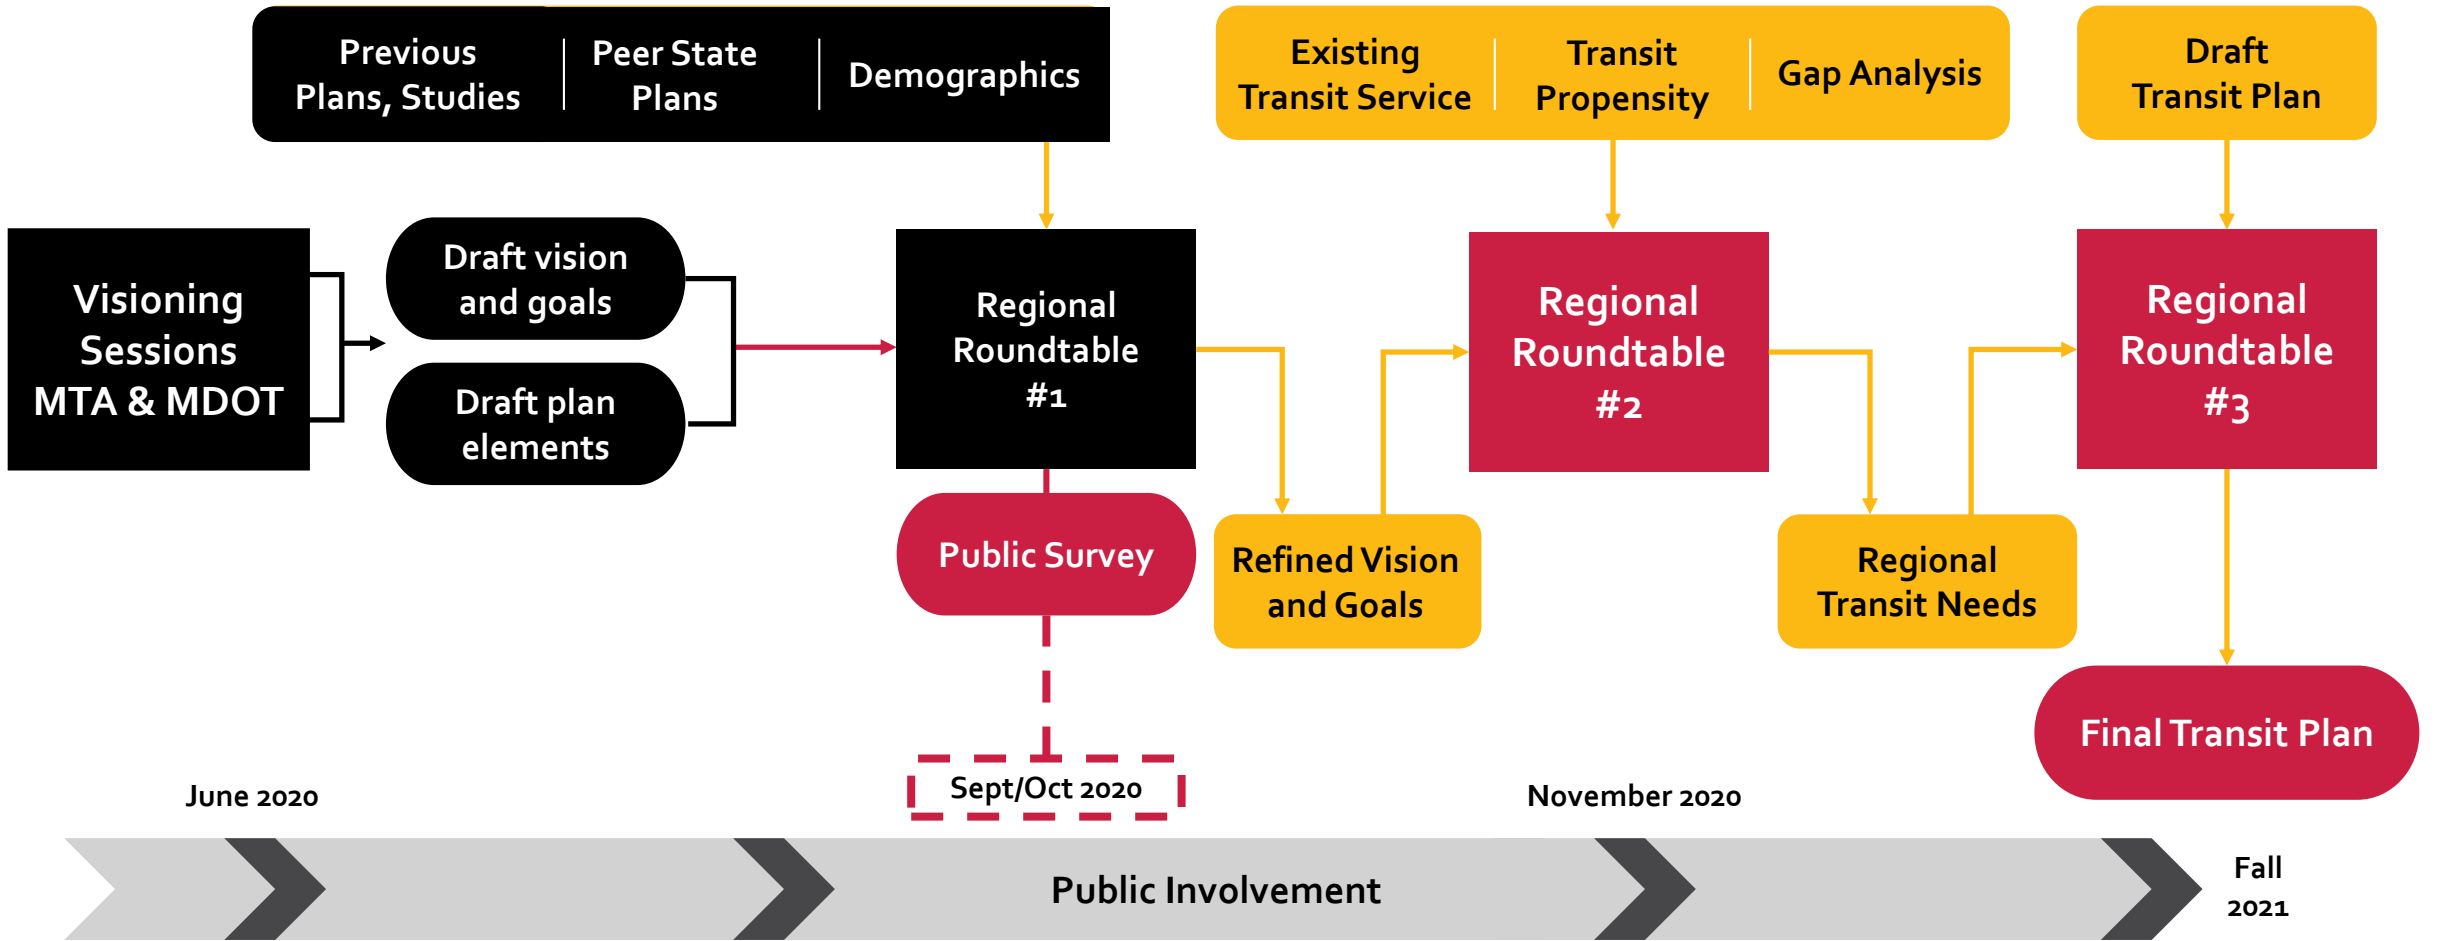 Previous
Plans, Studies
Peer State
Plans
Demographics
Existing
Transit Service
Transit
Propensity
Gap Analysis
Draft
Transit Plan
Visioning
Sessions
MTA & MDOT
Draft vision
and goals
Draft plan
elements
Regional
Roundtable
#1
Regional
Roundtable
#2
Regional
Roundtable
#3
Public Survey
Refined Vision
and Goals
Regional
Transit Needs
Final Transit Plan
June 2020
Sept/Oct 2020
November 2020
Public Involvement
Fall
2021